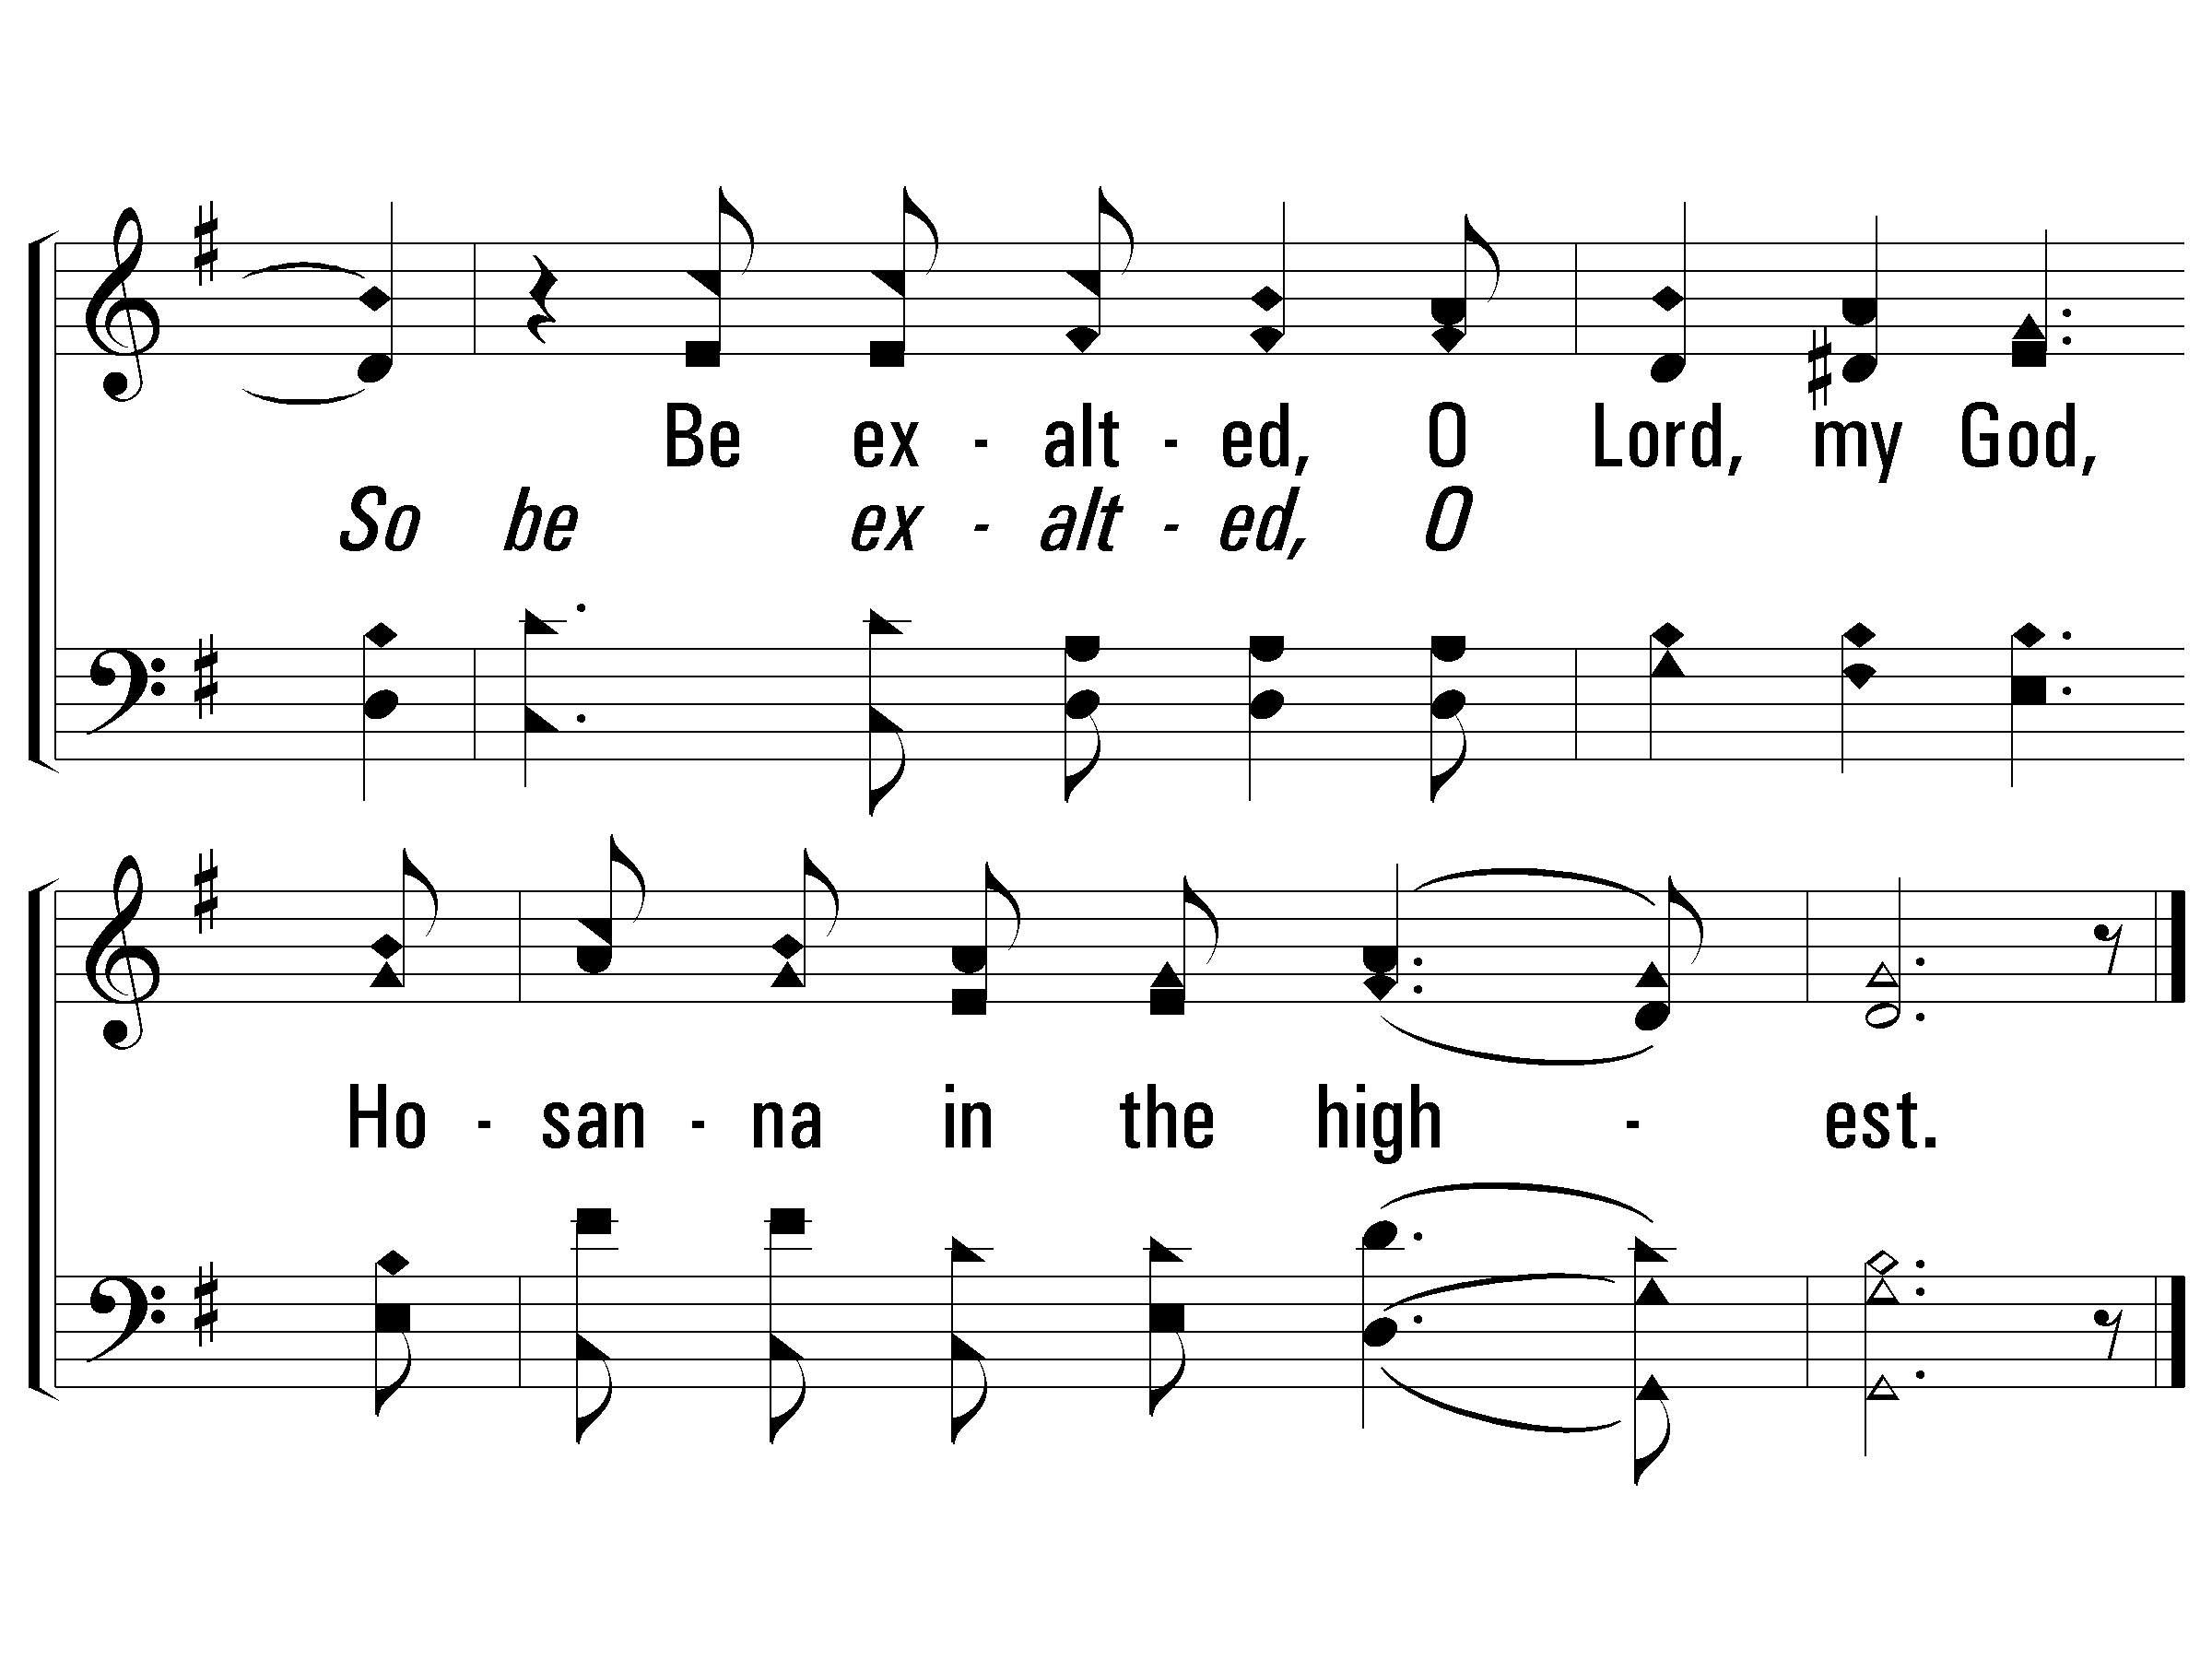 Be ex - alt - ed, O Lord, my God,
So be ex - alt - ed, O
Ho - san - na in the high - est.